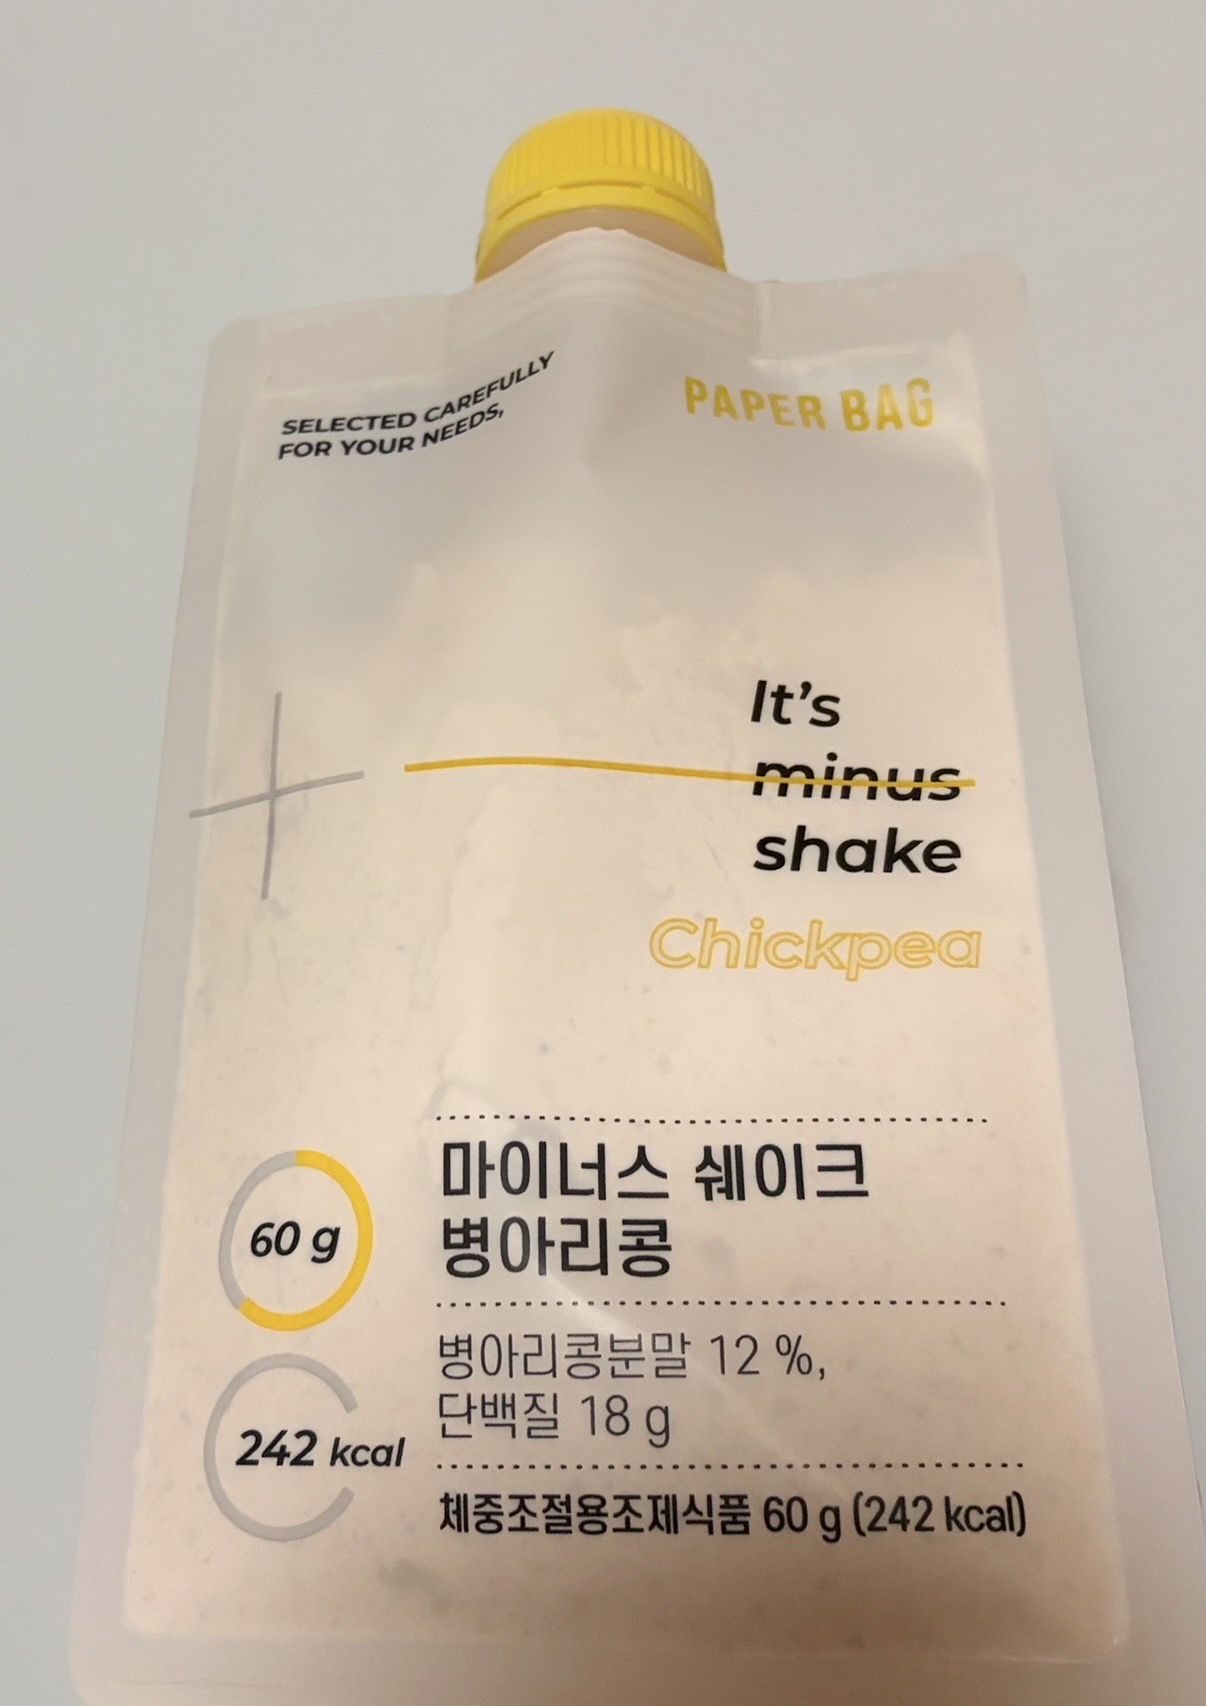 SELECTED CAREFULLY
FOR YOUR NEEDS,
PAPER BAG
It's
minus
shake
Chickpea
마이너스 쉐이크
병아리콩
60 g
병아리콩분말 12 %,
단백질 18 g
242 kcal
체중조절용조제식품 60 g (242 kcal)